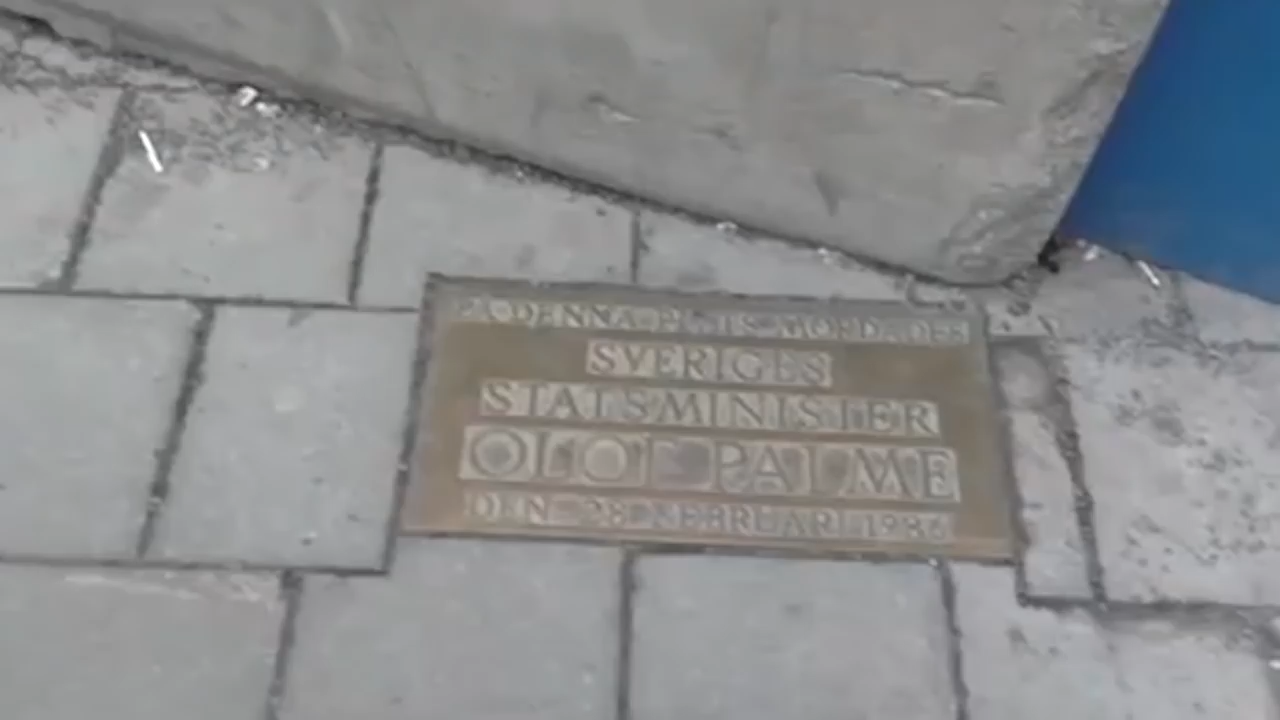 PÅ DENNA PLATS MÖRDADES
SVERIGES
STATSMINISTER
OLOF PALME
DEN 28 FEBRUARI 1986